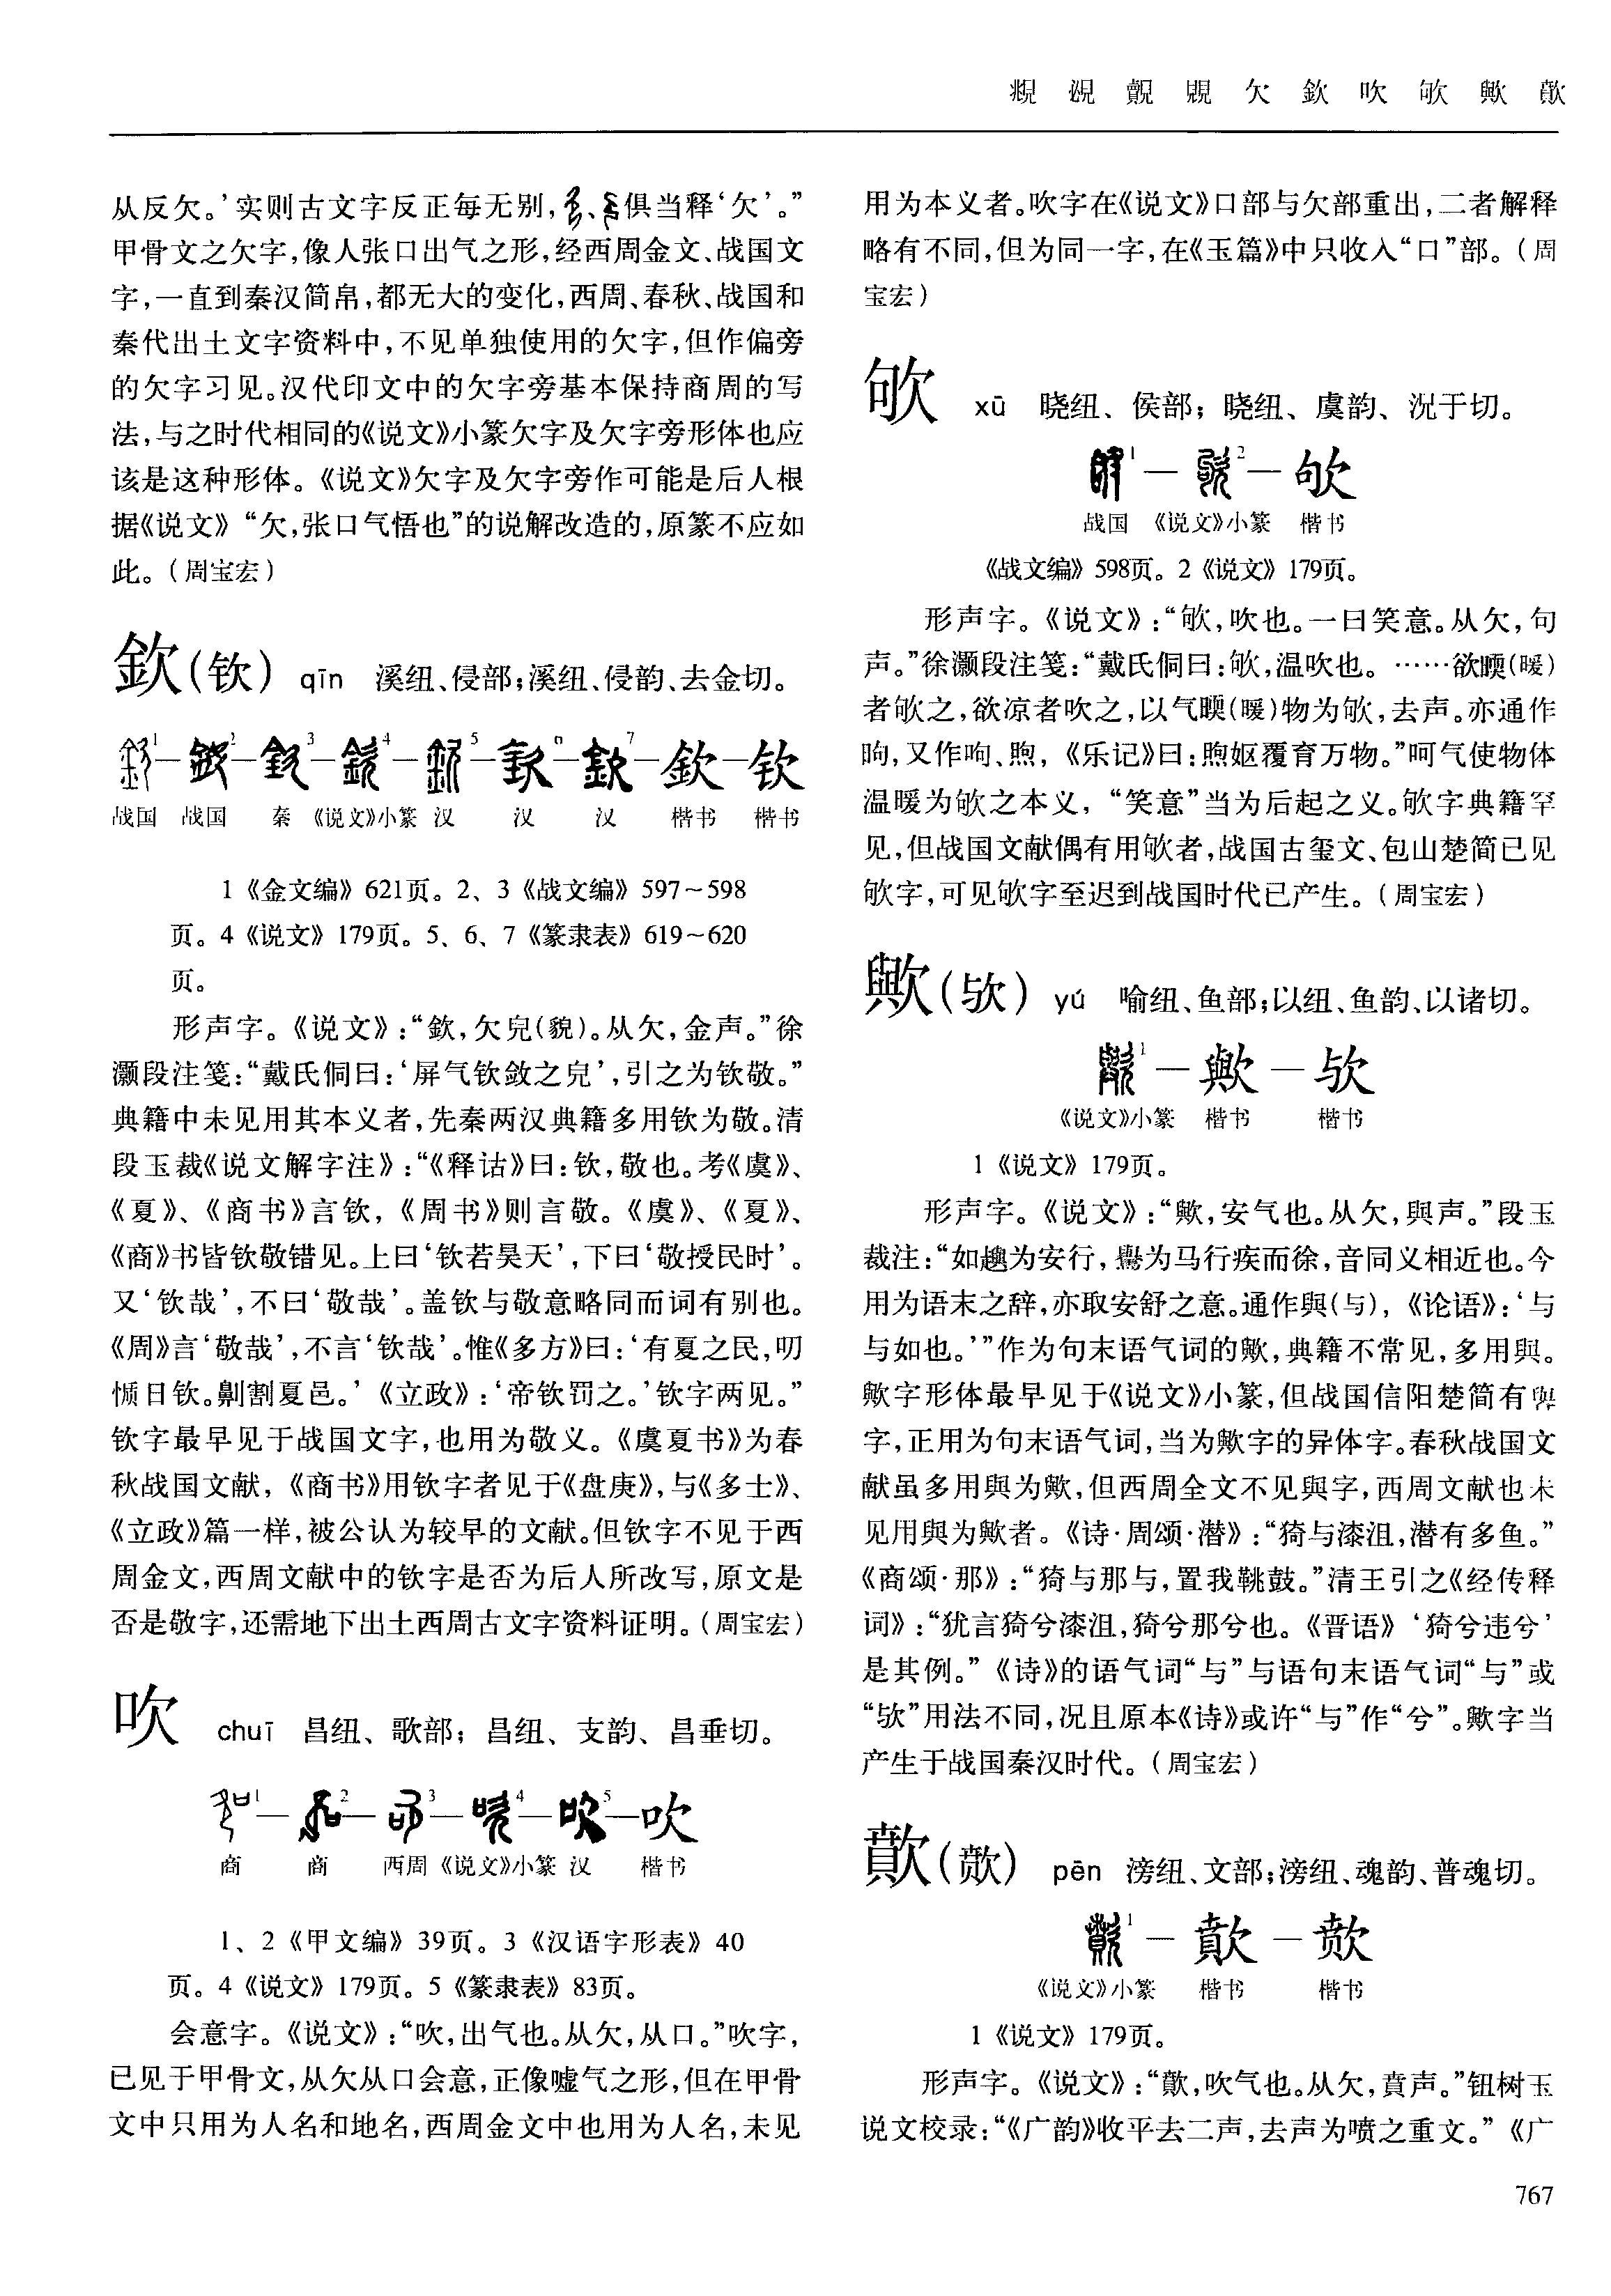 欠 欽 吹 欨 歟 歕
从反欠。’实则古文字反正每无别，、俱当释‘欠’。”
甲骨文之欠字，像人张口出气之形，经西周金文、战国文
字，一直到秦汉简帛，都无大的变化，西周、春秋、战国和
秦代出土文字资料中，不见单独使用的欠字，但作偏旁
的欠字习见。汉代印文中的欠字旁基本保持商周的写
法，与之时代相同的《说文》小篆欠字及欠字旁形体也应
该是这种形体。《说文》欠字及欠字旁作可能是后人根
据《说文》“欠，张口气悟也”的说解改造的，原篆不应如
此。（周宝宏）
欽（钦） qīn 溪纽、侵部；溪纽、侵韵、去金切。
1—2—3—4—5—6—7—欽—钦
战国 战国 秦 《说文》小篆 汉 汉 汉 楷书 楷书
1《金文编》621页。2、3《战文编》597~598
页。4《说文》179页。5、6、7《篆隶表》619~620
页。
形声字。《说文》：“欽，欠皃（貌）。从欠，金声。”徐
灏段注笺：“戴氏侗曰：‘屏气钦敛之皃’，引之为钦敬。”
典籍中未见用其本义者，先秦两汉典籍多用钦为敬。清
段玉裁《说文解字注》：“《释诂》曰：钦，敬也。考《虞》、
《夏》、《商书》言钦，《周书》则言敬。《虞》、《夏》、
《商》书皆钦敬错见。上曰‘钦若昊天’，下曰‘敬授民时’。
又‘钦哉’，不曰‘敬哉’。盖钦与敬意略同而词有别也。
《周》言‘敬哉’，不言‘钦哉’。惟《多方》曰：‘有夏之民，叨
懫日钦。劓割夏邑。’《立政》：‘帝钦罚之。’钦字两见。”
钦字最早见于战国文字，也用为敬义。《虞夏书》为春
秋战国文献，《商书》用钦字者见于《盘庚》，与《多士》、
《立政》篇一样，被公认为较早的文献。但钦字不见于西
周金文，西周文献中的钦字是否为后人所改写，原文是
否是敬字，还需地下出土西周古文字资料证明。（周宝宏）
吹 chuī 昌纽、歌部；昌纽、支韵、昌垂切。
1—2—3—4—5—吹
商 商 西周 《说文》小篆 汉 楷书
1、2《甲文编》39页。3《汉语字形表》40
页。4《说文》179页。5《篆隶表》83页。
会意字。《说文》：“吹，出气也。从欠，从口。”吹字，
已见于甲骨文，从欠从口会意，正像嘘气之形，但在甲骨
文中只用为人名和地名，西周金文中也用为人名，未见
用为本义者。吹字在《说文》口部与欠部重出，二者解释
略有不同，但为同一字，在《玉篇》中只收入“口”部。（周
宝宏）
欨 xū 晓纽、侯部；晓纽、虞韵、况于切。
1—2—欨
战国 《说文》小篆 楷书
《战文编》598页。2《说文》179页。
形声字。《说文》：“欨，吹也。一曰笑意。从欠，句
声。”徐灏段注笺：“戴氏侗曰：欨，温吹也。……欲㬉（暖）
者欨之，欲凉者吹之，以气㬉（暖）物为欨，去声。亦通作
昫，又作呴、煦，《乐记》曰：煦妪覆育万物。”呵气使物体
温暖为欨之本义，“笑意”当为后起之义。欨字典籍罕
见，但战国文献偶有用欨者，战国古玺文、包山楚简已见
欨字，可见欨字至迟到战国时代已产生。（周宝宏）
歟（欤） yú 喻纽、鱼部；以纽、鱼韵、以诸切。
1—歟—欤
《说文》小篆 楷书 楷书
1《说文》179页。
形声字。《说文》：“歟，安气也。从欠，與声。”段玉
裁注：“如趣为安行，鸒为马行疾而徐，音同义相近也。今
用为语末之辞，亦取安舒之意。通作與（与），《论语》：‘与
与如也。’”作为句末语气词的歟，典籍不常见，多用與。
歟字形体最早见于《说文》小篆，但战国信阳楚简有
字，正用为句末语气词，当为歟字的异体字。春秋战国文
献虽多用與为歟，但西周全文不见與字，西周文献也未
见用與为歟者。《诗·周颂·潜》：“猗与漆沮，潜有多鱼。”
《商颂·那》：“猗与那与，置我鞉鼓。”清王引之《经传释
词》：“犹言猗兮漆沮，猗兮那兮也。《晋语》‘猗兮违兮’
是其例。”《诗》的语气词“与”与语句末语气词“与”或
“欤”用法不同，况且原本《诗》或许“与”作“兮”。歟字当
产生于战国秦汉时代。（周宝宏）
歕（㱵） pēn 滂纽、文部；滂纽、魂韵、普魂切。
1—歕—㱵
《说文》小篆 楷书 楷书
1《说文》179页。
形声字。《说文》：“歕，吹气也。从欠，賁声。”钮树玉
说文校录：“《广韵》收平去二声，去声为喷之重文。”《广
767